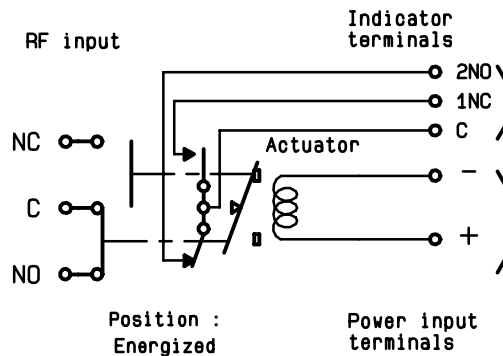 RF input
Indicator
terminals
2NO
1NC
C
Actuator
NC
C
NO
−
+
Position :
Energized
Power input
terminals